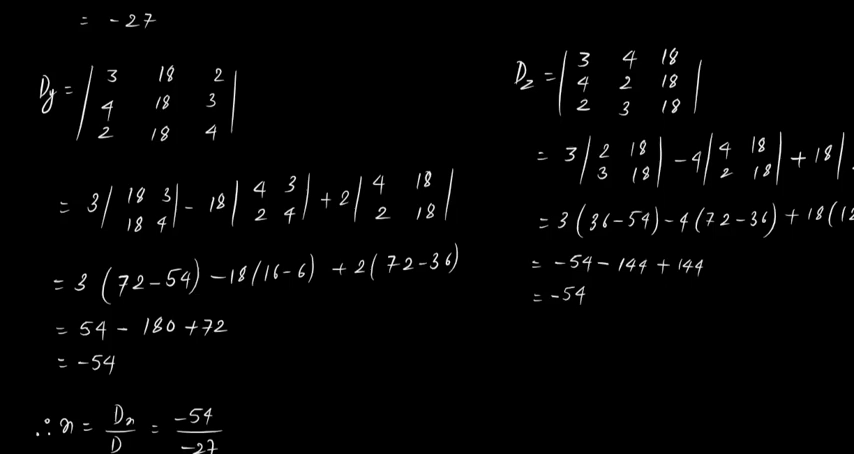 = -27
Dy = | 3 18 2 |
| 4 18 3 |
| 2 18 4 |
= 3 | 18 3 | - 18 | 4 3 | + 2 | 4 18 |
| 18 4 | | 2 4 | | 2 18 |
= 3 (72-54) -18(16-6) + 2(72-36)
= 54 - 180 +72
= -54
∴ x = Dx / D = -54 / -27
Dz = | 3 4 18 |
| 4 2 18 |
| 2 3 18 |
= 3 | 2 18 | - 4 | 4 18 | + 18 |
| 3 18 | | 2 18 |
= 3 (36-54) -4 (72-36) + 18 (12
= -54 - 144 + 144
= -54